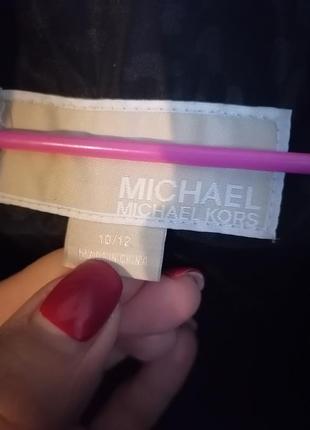 MICHAEL
MICHAEL KORS
10/12
MADE IN CHINA